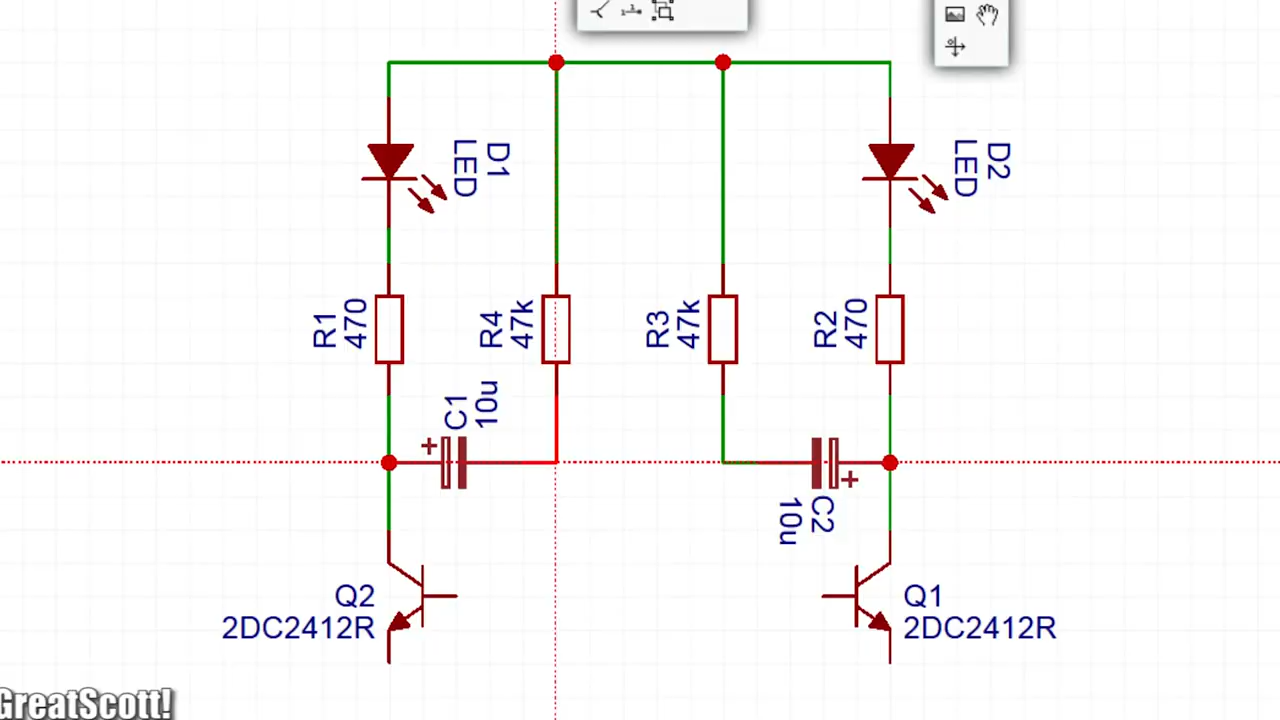 D1
LED
D2
LED
R1
470
R4
47k
R3
47k
R2
470
C1
10u
+
+
C2
10u
Q2
2DC2412R
Q1
2DC2412R
GreatScott!